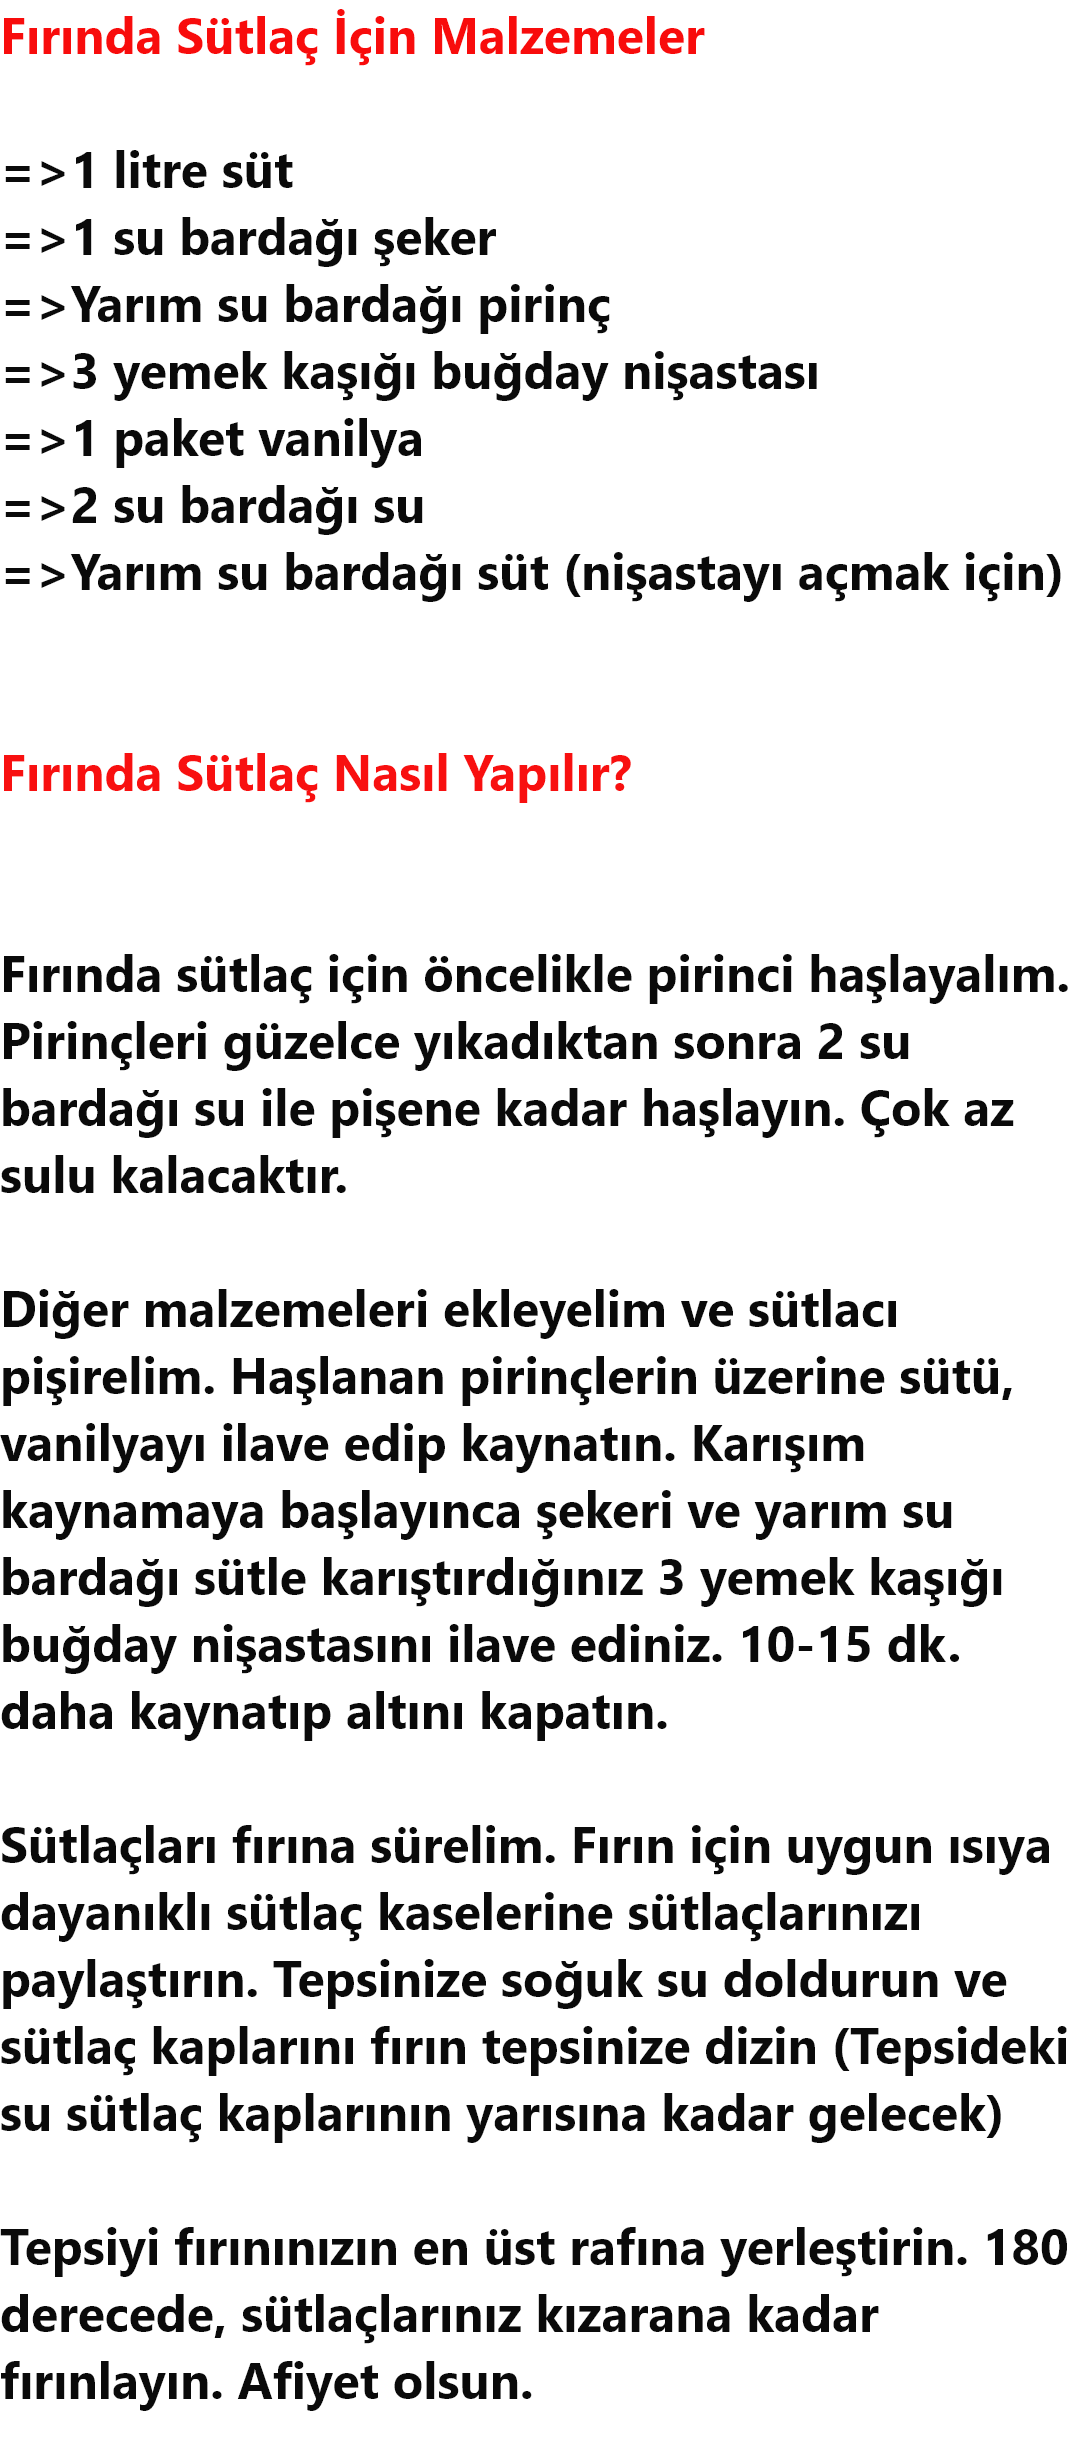 Fırında Sütlaç İçin Malzemeler
=>1 litre süt
=>1 su bardağı şeker
=>Yarım su bardağı pirinç
=>3 yemek kaşığı buğday nişastası
=>1 paket vanilya
=>2 su bardağı su
=>Yarım su bardağı süt (nişastayı açmak için)
Fırında Sütlaç Nasıl Yapılır?
Fırında sütlaç için öncelikle pirinci haşlayalım.
Pirinçleri güzelce yıkadıktan sonra 2 su
bardağı su ile pişene kadar haşlayın. Çok az
sulu kalacaktır.
Diğer malzemeleri ekleyelim ve sütlacı
pişirelim. Haşlanan pirinçlerin üzerine sütü,
vanilyayı ilave edip kaynatın. Karışım
kaynamaya başlayınca şekeri ve yarım su
bardağı sütle karıştırdığınız 3 yemek kaşığı
buğday nişastasını ilave ediniz. 10-15 dk.
daha kaynatıp altını kapatın.
Sütlaçları fırına sürelim. Fırın için uygun ısıya
dayanıklı sütlaç kaselerine sütlaçlarınızı
paylaştırın. Tepsinize soğuk su doldurun ve
sütlaç kaplarını fırın tepsinize dizin (Tepsideki
su sütlaç kaplarının yarısına kadar gelecek)
Tepsiyi fırınınızın en üst rafına yerleştirin. 180
derecede, sütlaçlarınız kızarana kadar
fırınlayın. Afiyet olsun.